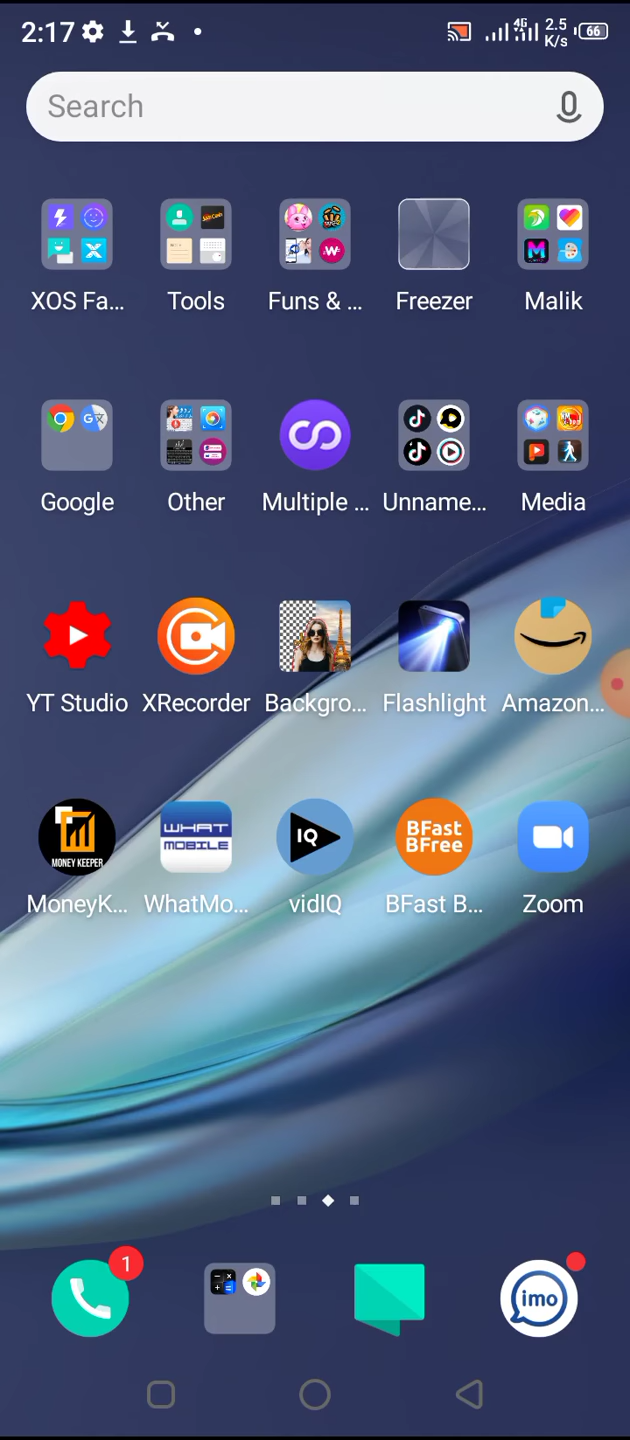 2:17 4G 2.5 K/s 66
Search
XOS Fa... Tools Funs & ... Freezer Malik
Google Other Multiple ... Unname... Media
YT Studio XRecorder Backgro... Flashlight Amazon...
MONEY KEEPER WHAT MOBILE IQ BFast BFree
MoneyK... WhatMo... vidIQ BFast B... Zoom
1
imo